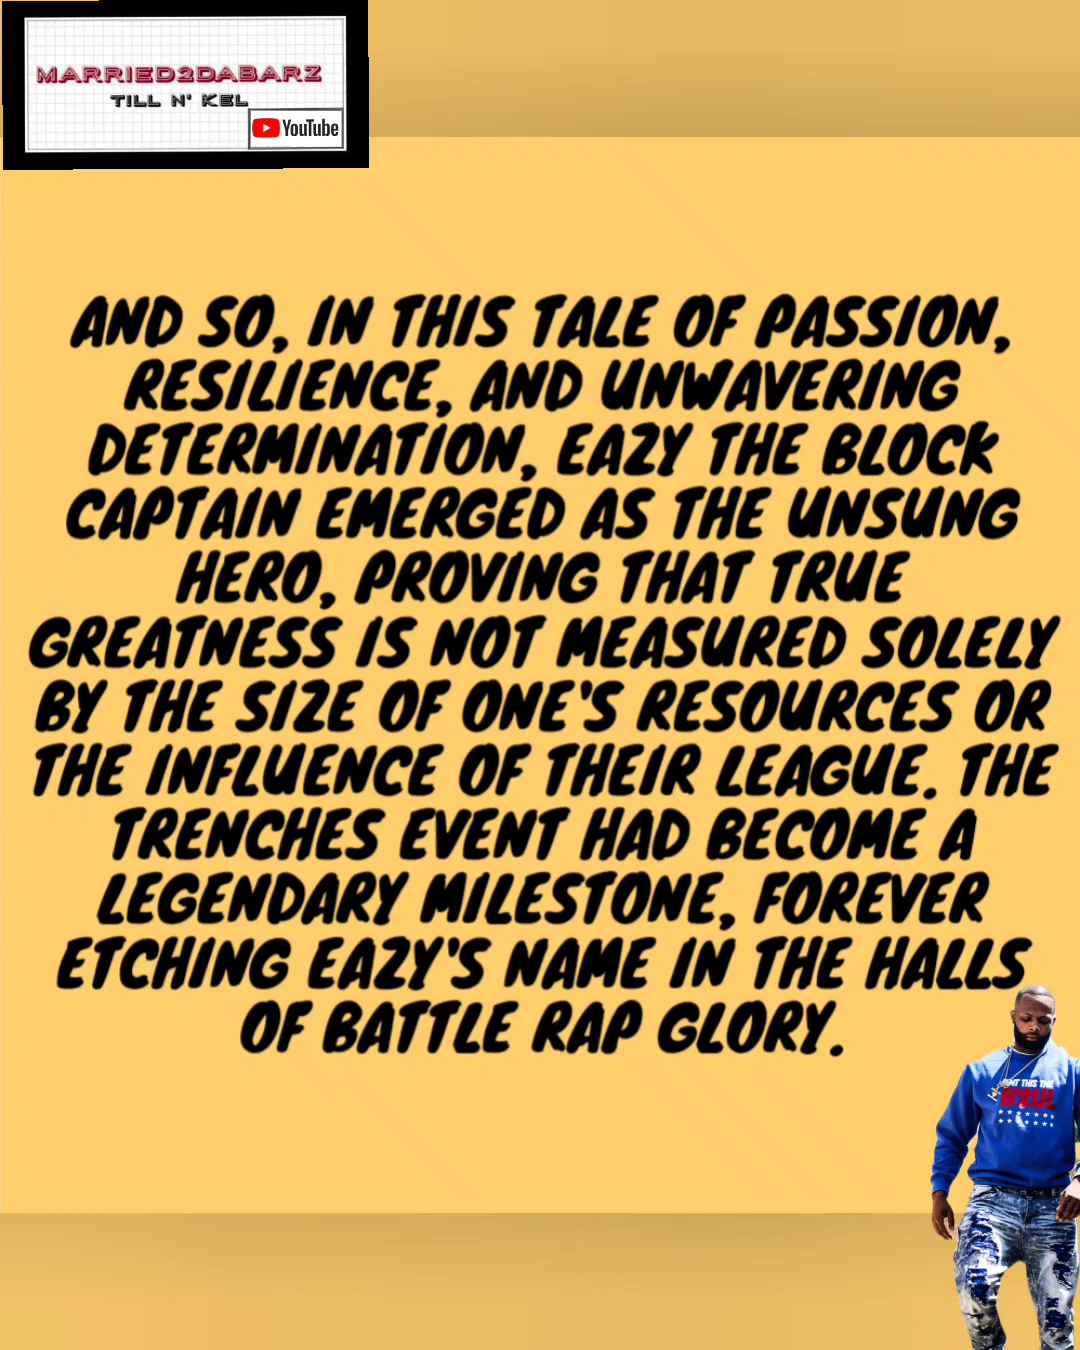 MARRIED2DABARZ
TILL N' KEL
YouTube
AND SO, IN THIS TALE OF PASSION,
RESILIENCE, AND UNWAVERING
DETERMINATION, EAZY THE BLOCK
CAPTAIN EMERGED AS THE UNSUNG
HERO, PROVING THAT TRUE
GREATNESS IS NOT MEASURED SOLELY
BY THE SIZE OF ONE'S RESOURCES OR
THE INFLUENCE OF THEIR LEAGUE. THE
TRENCHES EVENT HAD BECOME A
LEGENDARY MILESTONE, FOREVER
ETCHING EAZY'S NAME IN THE HALLS
OF BATTLE RAP GLORY.
THIS THE